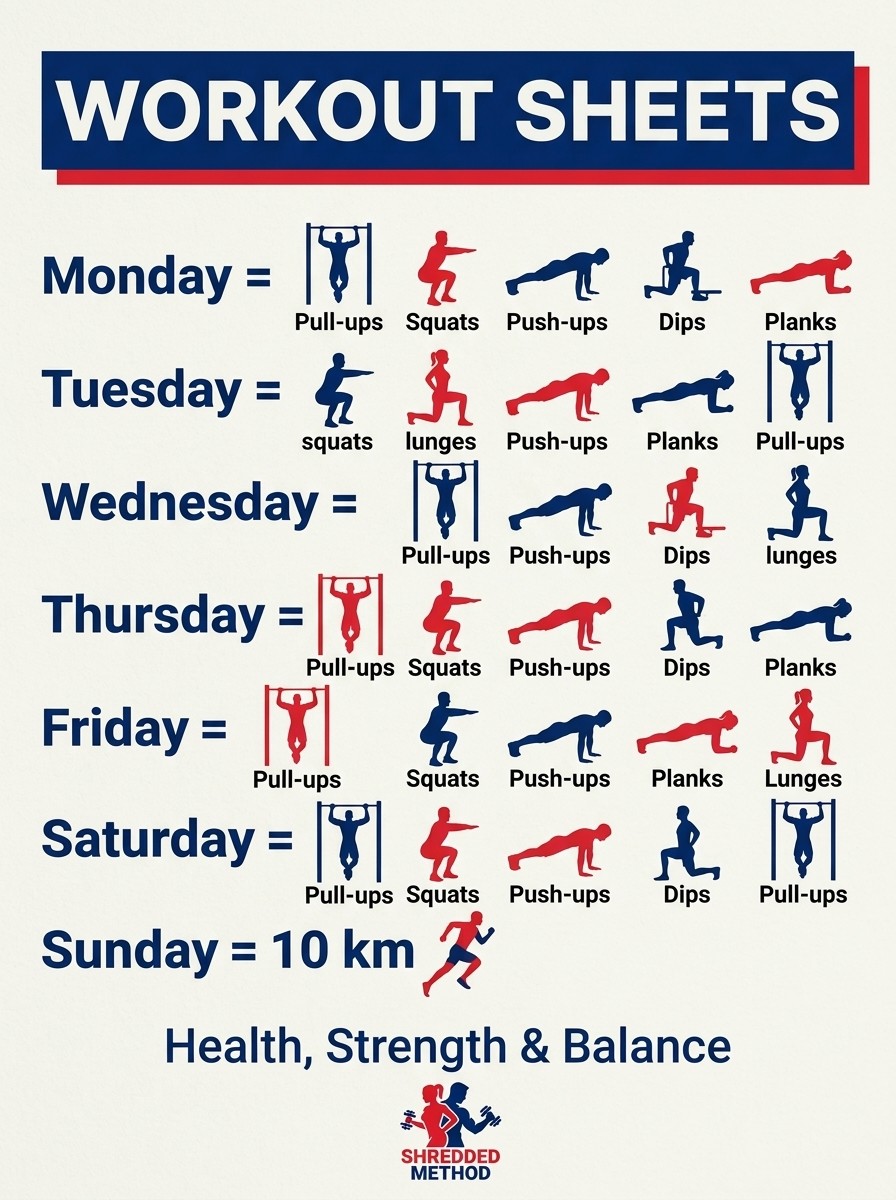 WORKOUT SHEETS
Monday =
Pull-ups Squats Push-ups Dips Planks
Tuesday =
squats lunges Push-ups Planks Pull-ups
Wednesday =
Pull-ups Push-ups Dips lunges
Thursday =
Pull-ups Squats Push-ups Dips Planks
Friday =
Pull-ups Squats Push-ups Planks Lunges
Saturday =
Pull-ups Squats Push-ups Dips Pull-ups
Sunday = 10 km
Health, Strength & Balance
SHREDDED
METHOD